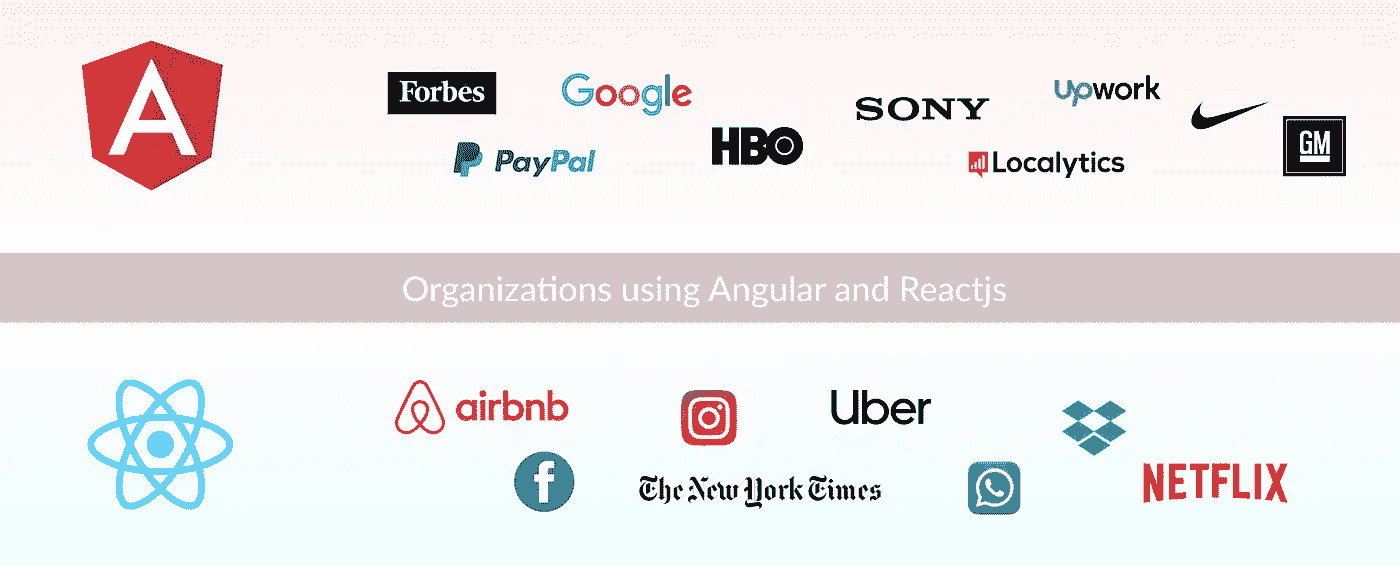 A
Forbes
Google
SONY
upwork
PayPal
HBO
Localytics
GM
Organizations using Angular and Reactjs
airbnb
Uber
f
The New York Times
NETFLIX